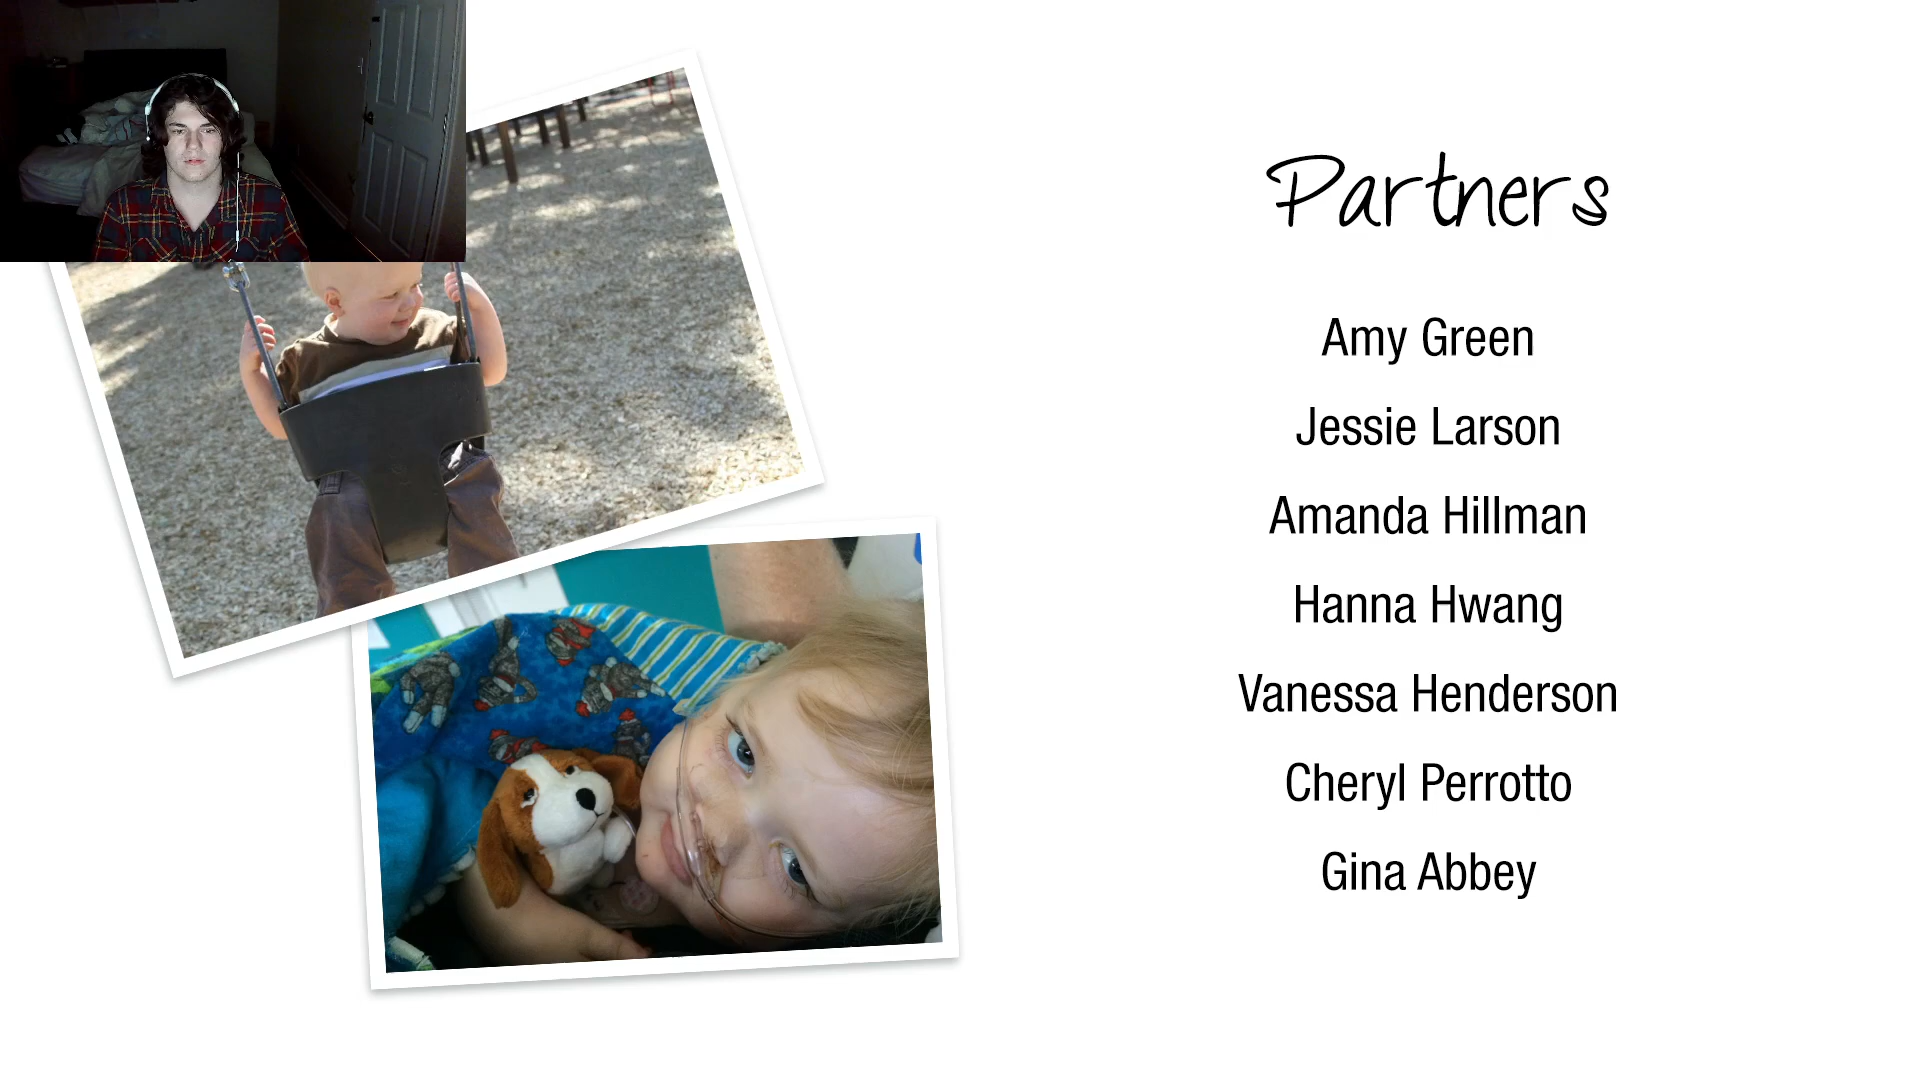 Partners
Amy Green
Jessie Larson
Amanda Hillman
Hanna Hwang
Vanessa Henderson
Cheryl Perrotto
Gina Abbey